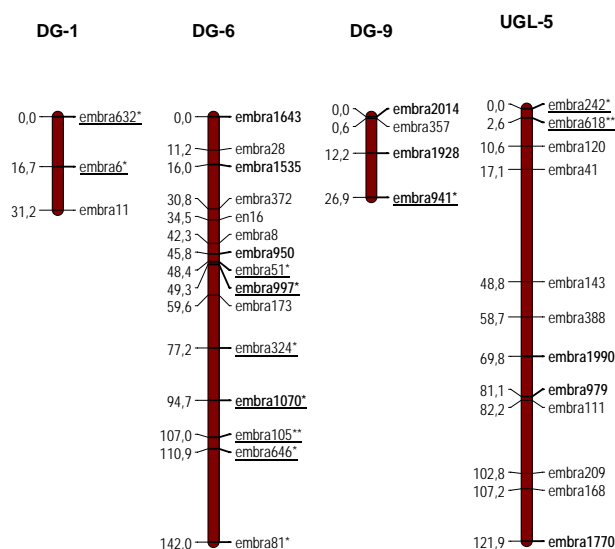 DG-1
0,0 embra632*
16,7 embra6*
31,2 embra11
DG-6
0,0 embra1643
11,2 embra28
16,0 embra1535
30,8 embra372
34,5 en16
42,3 embra8
45,8 embra950
48,4 embra51*
49,3 embra997*
59,6 embra173
77,2 embra324*
94,7 embra1070*
107,0 embra105**
110,9 embra646*
142,0 embra81*
DG-9
0,0 embra2014
0,6 embra357
12,2 embra1928
26,9 embra941*
UGL-5
0,0 embra242*
2,6 embra618**
10,6 embra120
17,1 embra41
48,8 embra143
58,7 embra388
69,8 embra1990
81,1 embra979
82,2 embra111
102,8 embra209
107,2 embra168
121,9 embra1770